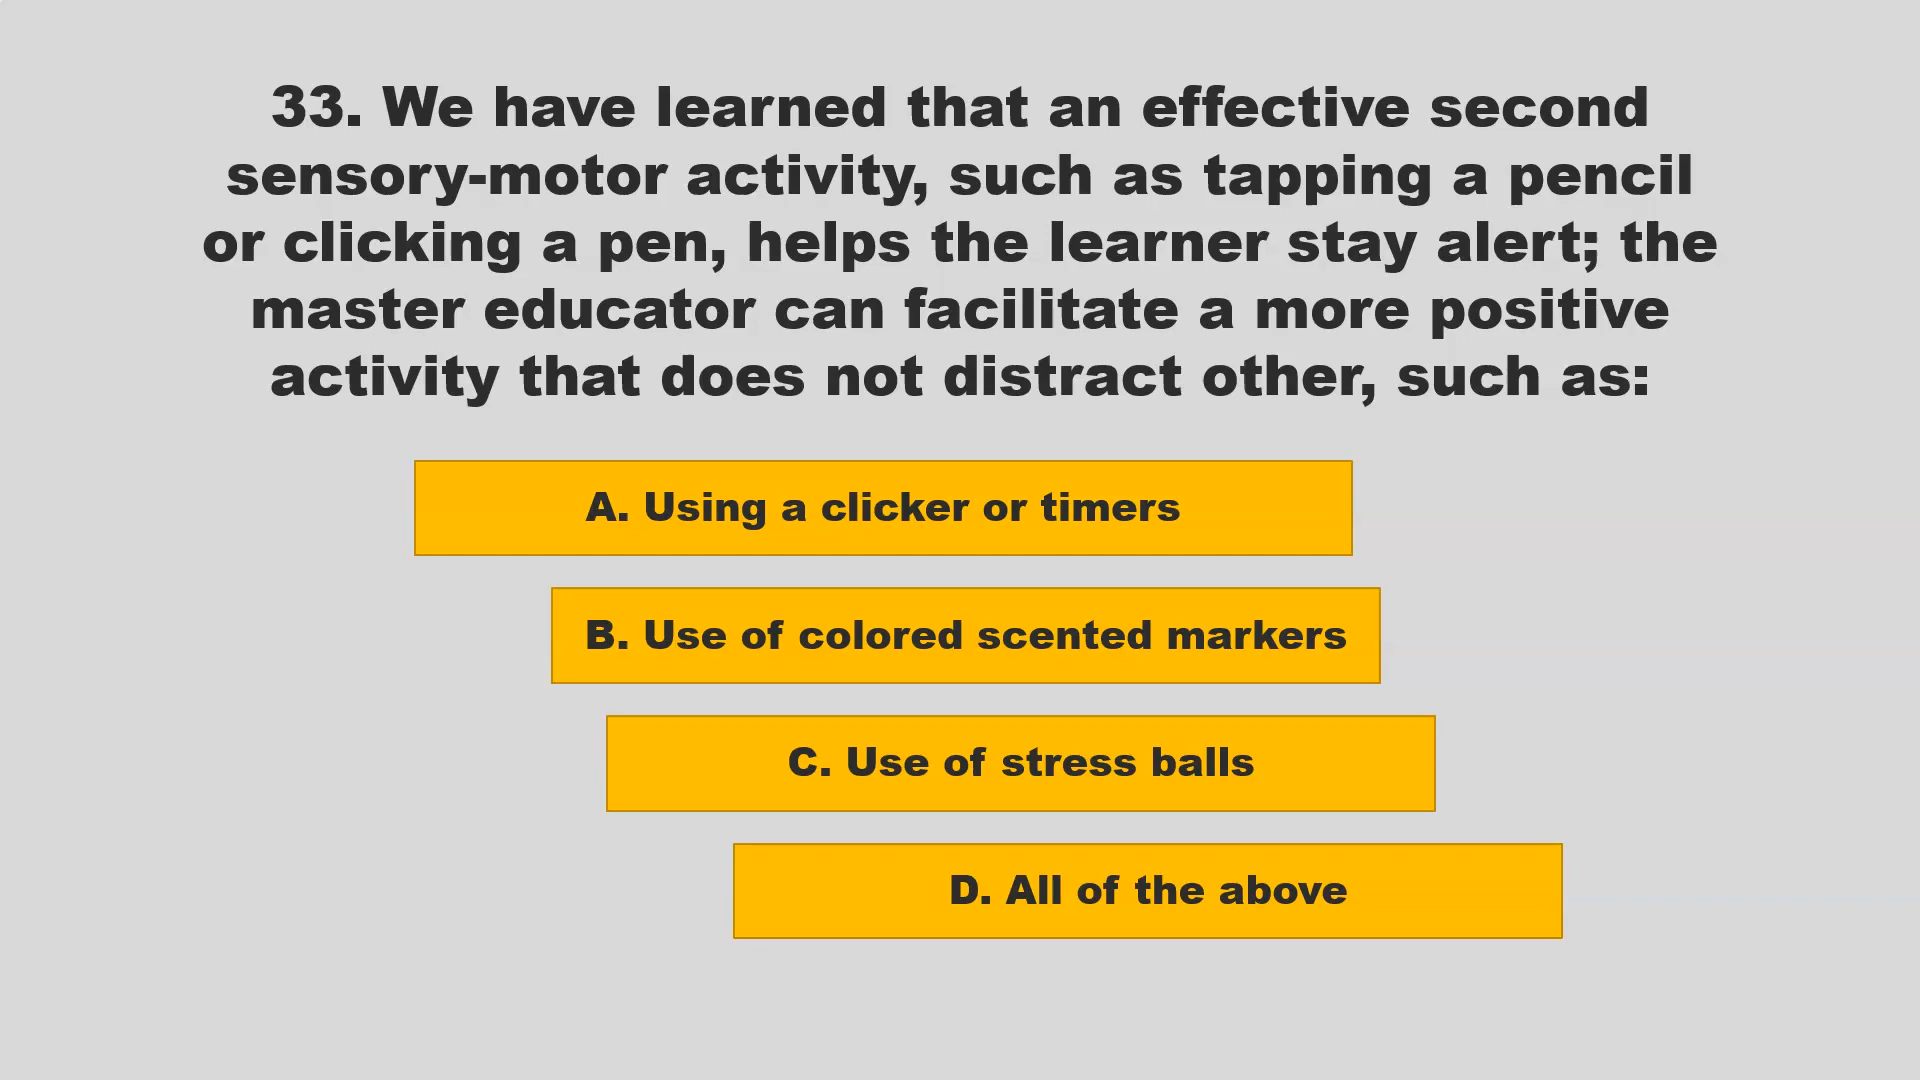 33. We have learned that an effective second
sensory-motor activity, such as tapping a pencil
or clicking a pen, helps the learner stay alert; the
master educator can facilitate a more positive
activity that does not distract other, such as:
A. Using a clicker or timers
B. Use of colored scented markers
C. Use of stress balls
D. All of the above